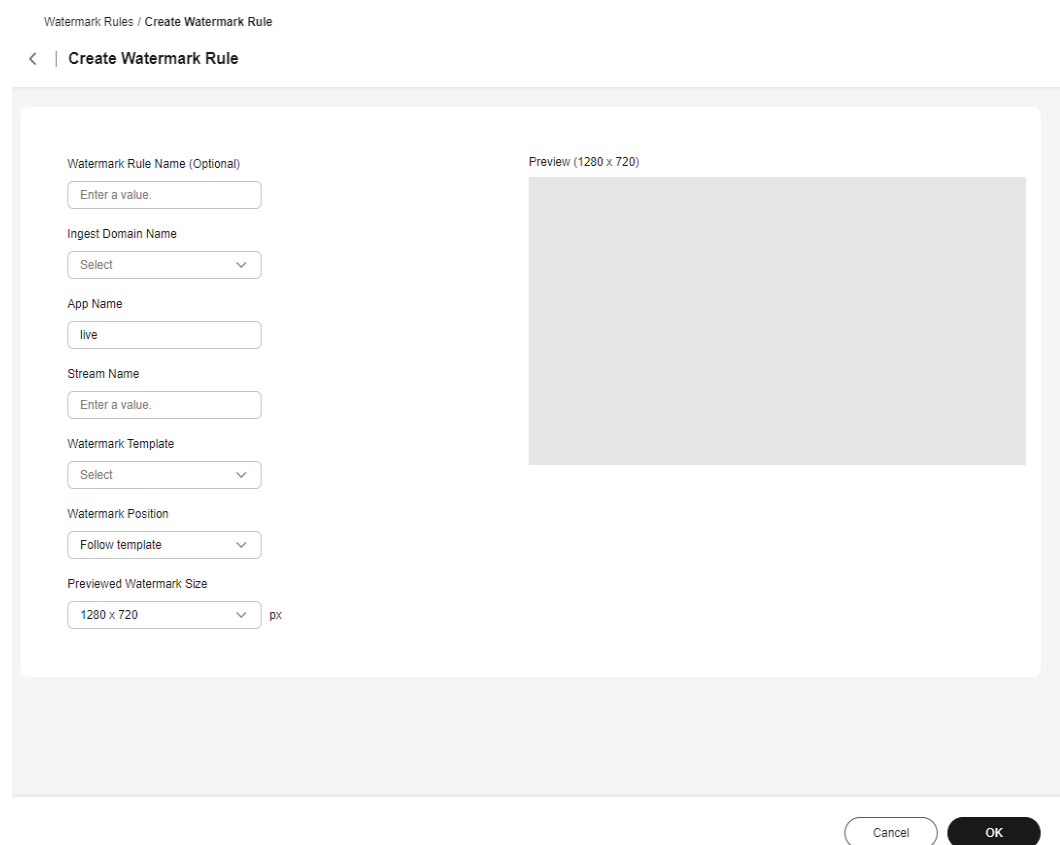 Watermark Rules / Create Watermark Rule
Create Watermark Rule
Watermark Rule Name (Optional)
Enter a value.
Ingest Domain Name
Select
App Name
live
Stream Name
Enter a value.
Watermark Template
Select
Watermark Position
Follow template
Previewed Watermark Size
1280 x 720 px
Preview (1280 x 720)
Cancel OK